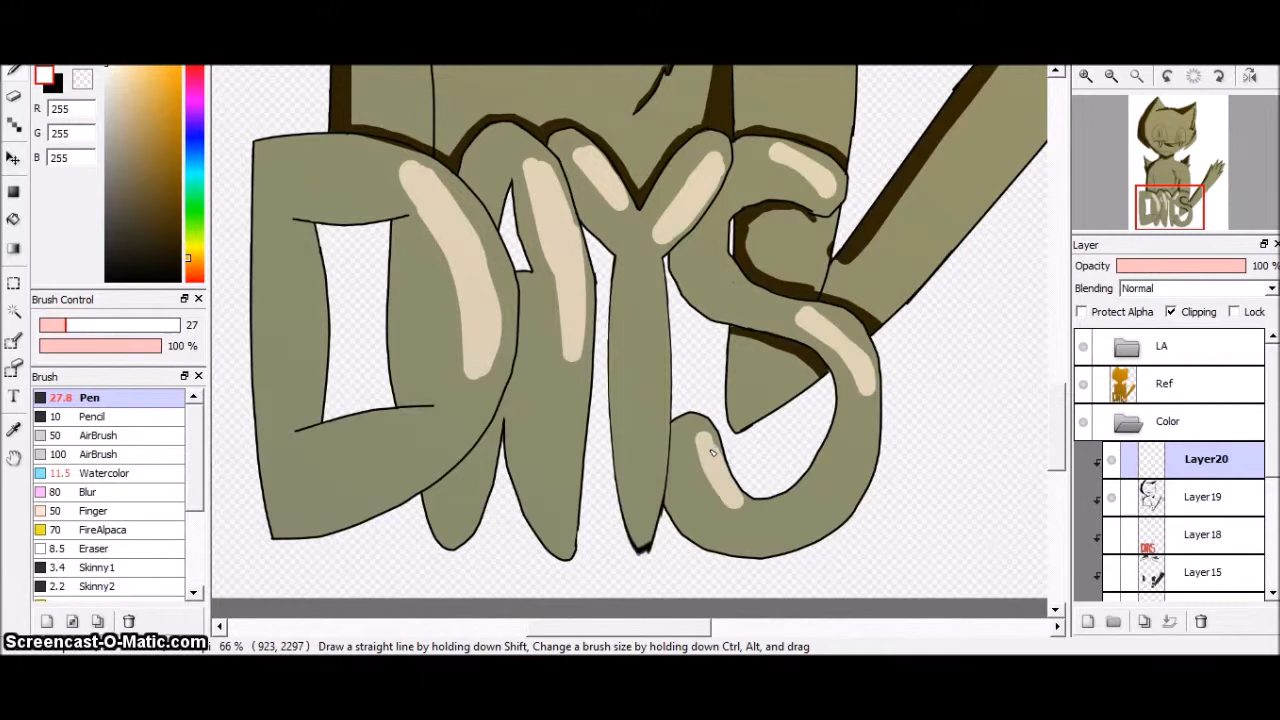 R 255
G 255
B 255
Brush Control
27
100 %
Brush
27.8 Pen
10 Pencil
50 AirBrush
100 AirBrush
11.5 Watercolor
80 Blur
50 Finger
70 FireAlpaca
8.5 Eraser
3.4 Skinny1
2.2 Skinny2
DIYS
Layer
Opacity 100 %
Blending Normal
Protect Alpha Clipping Lock
LA
Ref
Color
Layer20
Layer19
Layer18
Layer15
Screencast-O-Matic.com
66 % (923, 2297) Draw a straight line by holding down Shift, Change a brush size by holding down Ctrl, Alt, and drag